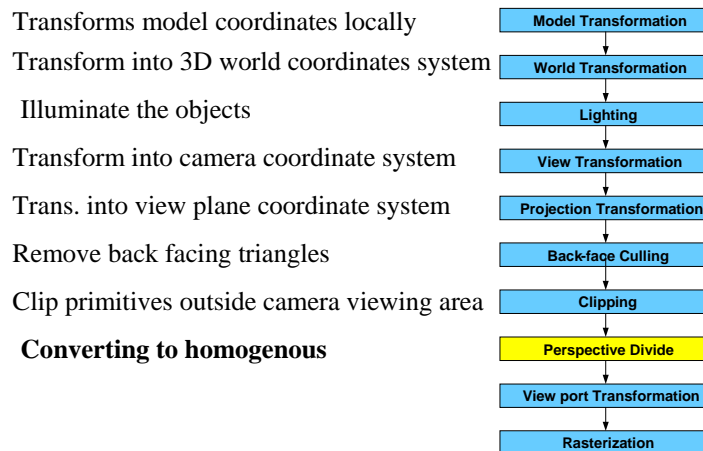 Transforms model coordinates locally
Model Transformation
Transform into 3D world coordinates system
World Transformation
Illuminate the objects
Lighting
Transform into camera coordinate system
View Transformation
Trans. into view plane coordinate system
Projection Transformation
Remove back facing triangles
Back-face Culling
Clip primitives outside camera viewing area
Clipping
Converting to homogenous
Perspective Divide
View port Transformation
Rasterization